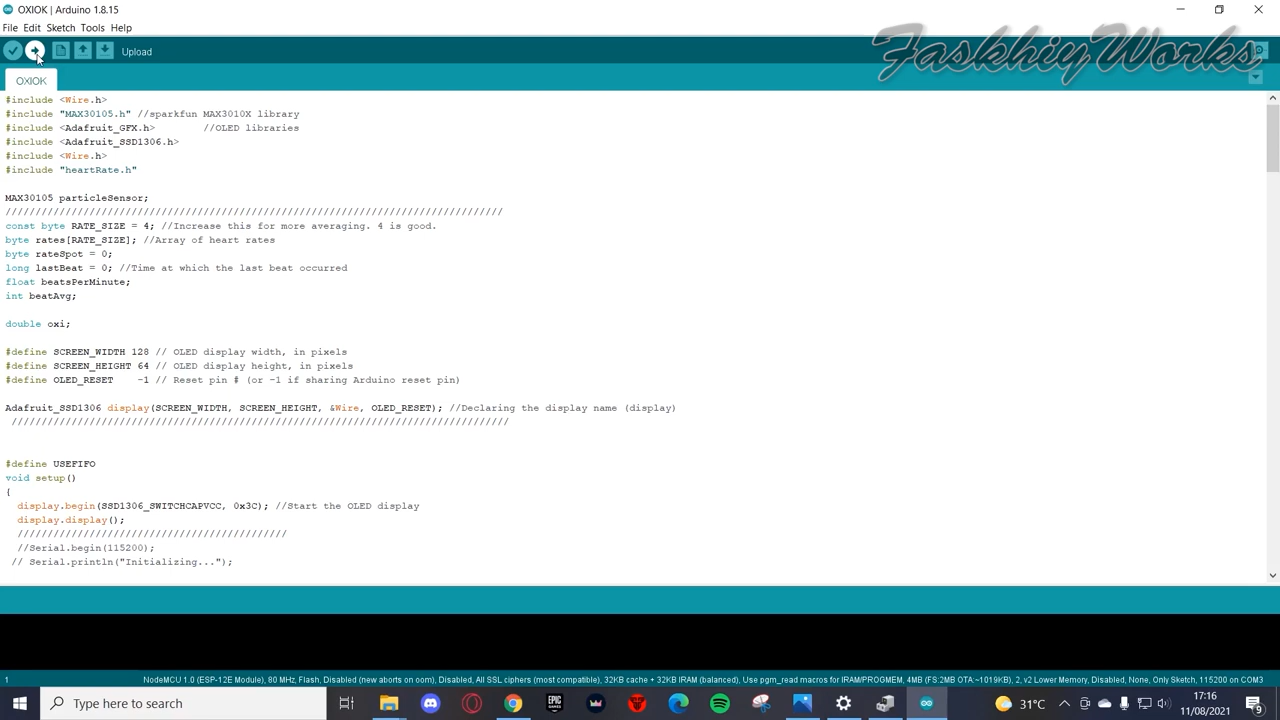 OXIOK | Arduino 1.8.15
File Edit Sketch Tools Help
Upload
FaskhiyWorks
OXIOK
#include <Wire.h>
#include "MAX30105.h" //sparkfun MAX3010X library
#include <Adafruit_GFX.h>        //OLED libraries
#include <Adafruit_SSD1306.h>
#include <Wire.h>
#include "heartRate.h"
MAX30105 particleSensor;
///////////////////////////////////////////////////////////////////////////////////
const byte RATE_SIZE = 4; //Increase this for more averaging. 4 is good.
byte rates[RATE_SIZE]; //Array of heart rates
byte rateSpot = 0;
long lastBeat = 0; //Time at which the last beat occurred
float beatsPerMinute;
int beatAvg;
double oxi;
#define SCREEN_WIDTH 128 // OLED display width, in pixels
#define SCREEN_HEIGHT 64 // OLED display height, in pixels
#define OLED_RESET    -1 // Reset pin # (or -1 if sharing Arduino reset pin)
Adafruit_SSD1306 display(SCREEN_WIDTH, SCREEN_HEIGHT, &Wire, OLED_RESET); //Declaring the display name (display)
///////////////////////////////////////////////////////////////////////////////////
#define USEFIFO
void setup()
{
display.begin(SSD1306_SWITCHCAPVCC, 0x3C); //Start the OLED display
display.display();
/////////////////////////////////////////////
//Serial.begin(115200);
// Serial.println("Initializing...");
1
NodeMCU 1.0 (ESP-12E Module), 80 MHz, Flash, Disabled (new aborts on oom), Disabled, All SSL ciphers (most compatible), 32KB cache + 32KB IRAM (balanced), Use pgm_read macros for IRAM/PROGMEM, 4MB (FS:2MB OTA:~1019KB), 2, v2 Lower Memory, Disabled, None, Only Sketch, 115200 on COM3
Type here to search
EPIC GAMES
31°C
17:16
11/08/2021
9